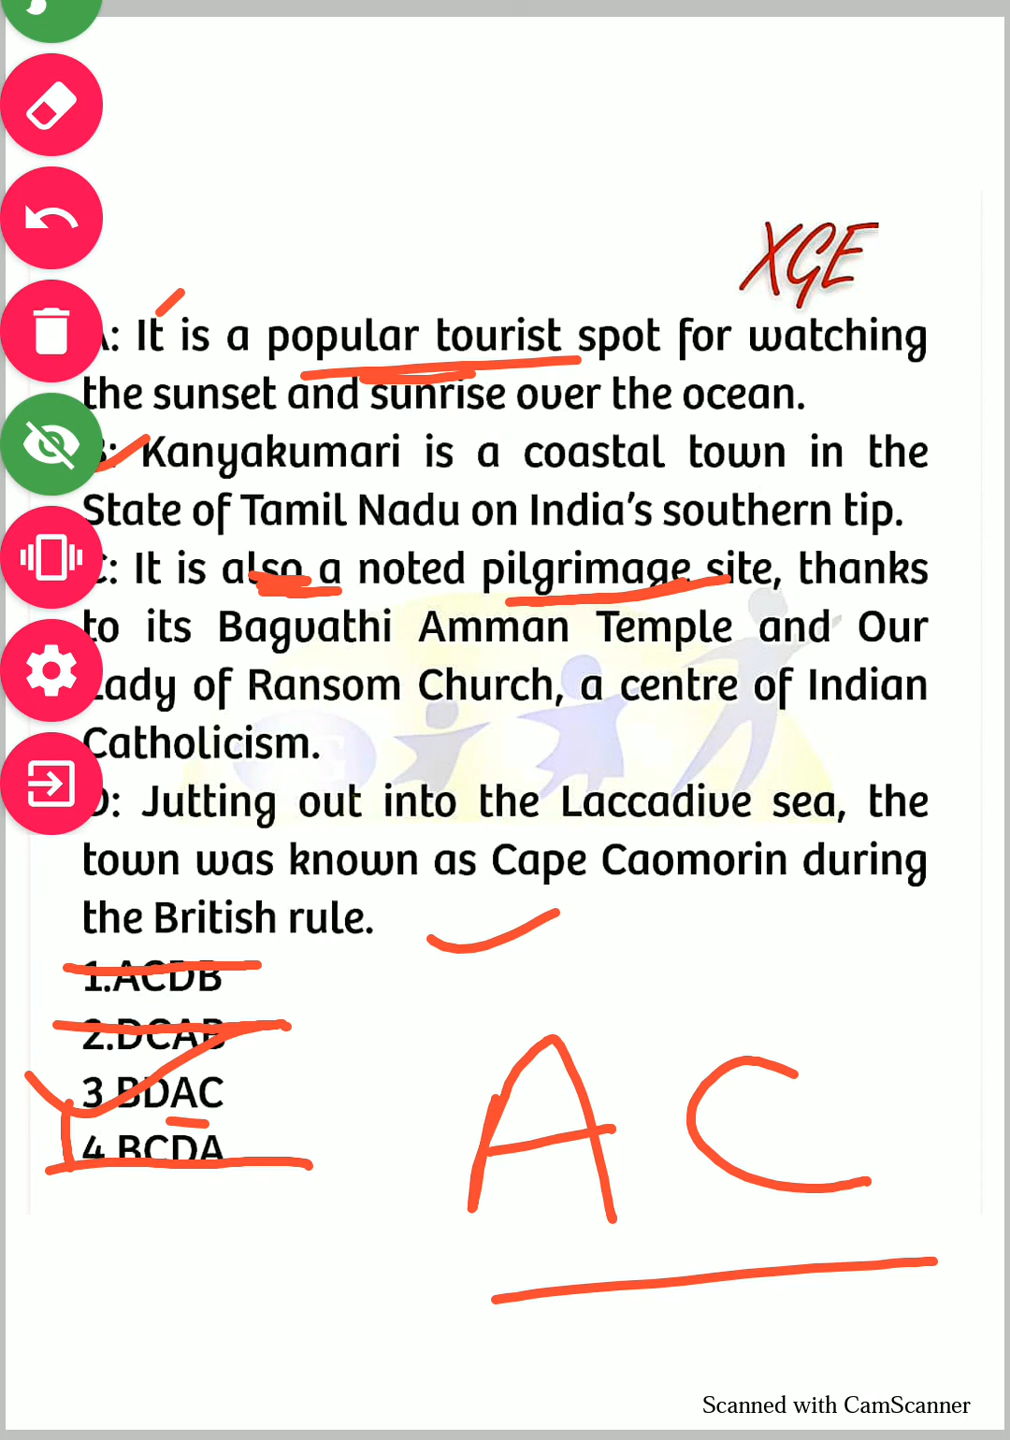 XGE
A: It is a popular tourist spot for watching
the sunset and sunrise over the ocean.
B: Kanyakumari is a coastal town in the
State of Tamil Nadu on India's southern tip.
C: It is also a noted pilgrimage site, thanks
to its Bagvathi Amman Temple and Our
Lady of Ransom Church, a centre of Indian
Catholicism.
D: Jutting out into the Laccadive sea, the
town was known as Cape Caomorin during
the British rule.
1.ACDB
2.DCAB
3 BDAC
4 BCDA
A C
Scanned with CamScanner